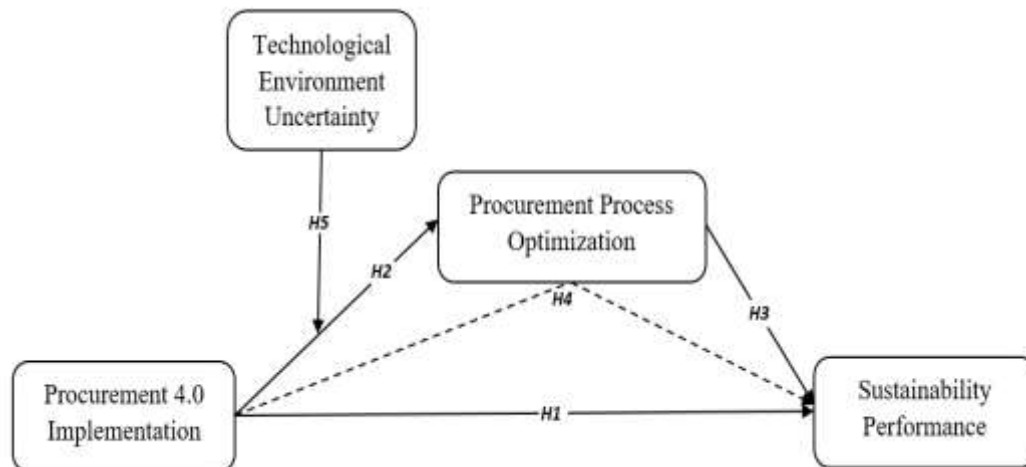 Technological
Environment
Uncertainty
H5
H2
Procurement Process
Optimization
H4
H3
Procurement 4.0
Implementation
H1
Sustainability
Performance